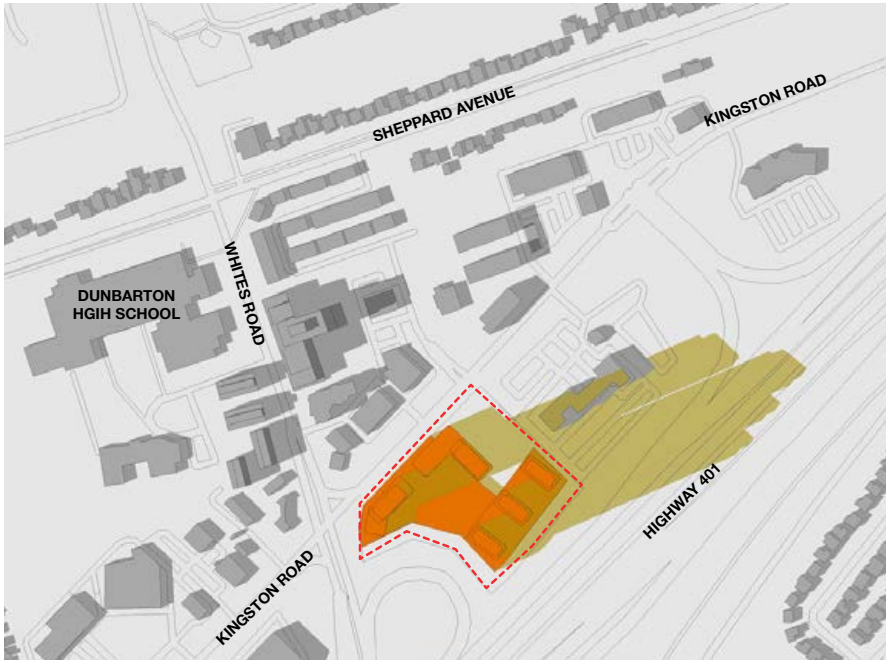 SHEPPARD AVENUE
KINGSTON ROAD
WHITES ROAD
DUNBARTON
HGIH SCHOOL
HIGHWAY 401
KINGSTON ROAD